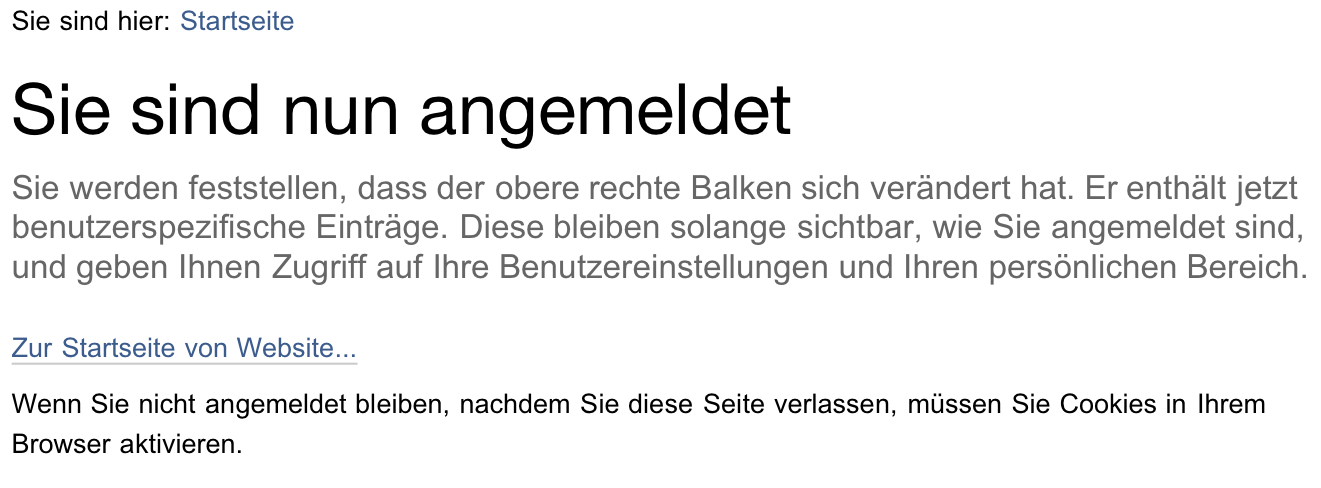 Sie sind hier: Startseite
Sie sind nun angemeldet
Sie werden feststellen, dass der obere rechte Balken sich verändert hat. Er enthält jetzt
benutzerspezifische Einträge. Diese bleiben solange sichtbar, wie Sie angemeldet sind,
und geben Ihnen Zugriff auf Ihre Benutzereinstellungen und Ihren persönlichen Bereich.
Zur Startseite von Website...
Wenn Sie nicht angemeldet bleiben, nachdem Sie diese Seite verlassen, müssen Sie Cookies in Ihrem
Browser aktivieren.